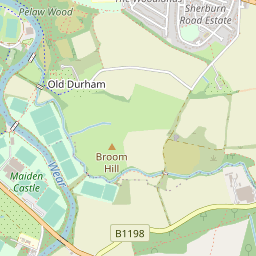 The Woodlands
Pelaw Wood
Sherburn
Road Estate
Old Durham
Broom
Hill
Wear
Maiden
Castle
B1198